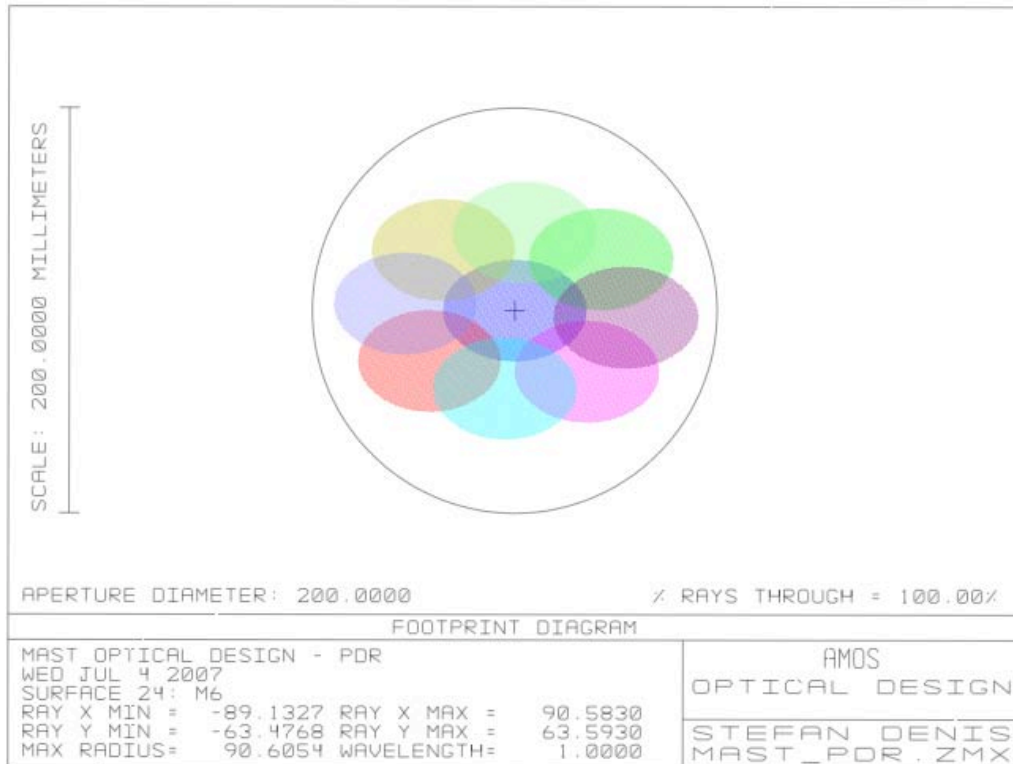 SCALE: 200.0000 MILLIMETERS
APERTURE DIAMETER: 200.0000
% RAYS THROUGH = 100.00%
FOOTPRINT DIAGRAM
MAST OPTICAL DESIGN - PDR
WED JUL 4 2007
SURFACE 24: M6
RAY X MIN = -89.1327 RAY X MAX = 90.5830
RAY Y MIN = -63.4768 RAY Y MAX = 63.5930
MAX RADIUS= 90.6054 WAVELENGTH= 1.0000
AMOS
OPTICAL DESIGN
STEFAN DENIS
MAST_PDR.ZMX